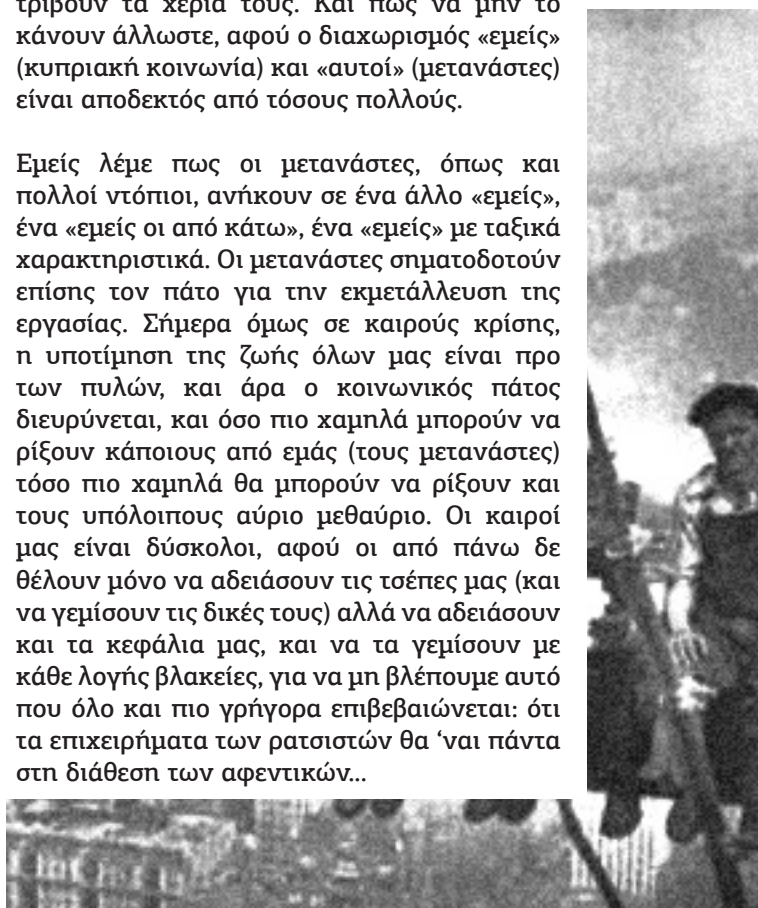 τρίβουν τα χέρια τους. Και πως να μην το
κάνουν άλλωστε, αφού ο διαχωρισμός «εμείς»
(κυπριακή κοινωνία) και «αυτοί» (μετανάστες)
είναι αποδεκτός από τόσους πολλούς.

Εμείς λέμε πως οι μετανάστες, όπως και
πολλοί ντόπιοι, ανήκουν σε ένα άλλο «εμείς»,
ένα «εμείς οι από κάτω», ένα «εμείς» με ταξικά
χαρακτηριστικά. Οι μετανάστες σηματοδοτούν
επίσης τον πάτο για την εκμετάλλευση της
εργασίας. Σήμερα όμως σε καιρούς κρίσης,
η υποτίμηση της ζωής όλων μας είναι προ
των πυλών, και άρα ο κοινωνικός πάτος
διευρύνεται, και όσο πιο χαμηλά μπορούν να
ρίξουν κάποιους από εμάς (τους μετανάστες)
τόσο πιο χαμηλά θα μπορούν να ρίξουν και
τους υπόλοιπους αύριο μεθαύριο. Οι καιροί
μας είναι δύσκολοι, αφού οι από πάνω δε
θέλουν μόνο να αδειάσουν τις τσέπες μας (και
να γεμίσουν τις δικές τους) αλλά να αδειάσουν
και τα κεφάλια μας, και να τα γεμίσουν με
κάθε λογής βλακείες, για να μη βλέπουμε αυτό
που όλο και πιο γρήγορα επιβεβαιώνεται: ότι
τα επιχειρήματα των ρατσιστών θα ‘ναι πάντα
στη διάθεση των αφεντικών...